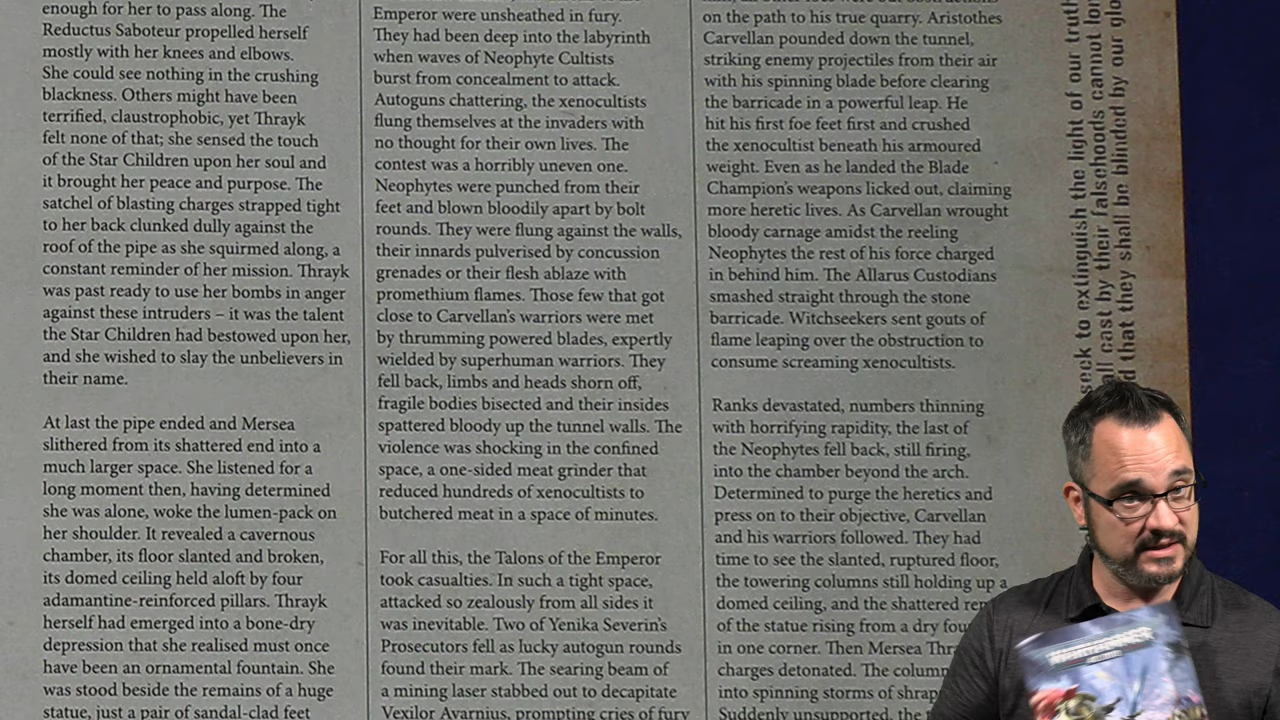 enough for her to pass along. The
Reductus Saboteur propelled herself
mostly with her knees and elbows.
She could see nothing in the crushing
blackness. Others might have been
terrified, claustrophobic, yet Thrayk
felt none of that; she sensed the touch
of the Star Children upon her soul and
it brought her peace and purpose. The
satchel of blasting charges strapped tight
to her back clunked dully against the
roof of the pipe as she squirmed along, a
constant reminder of her mission. Thrayk
was past ready to use her bombs in anger
against these intruders – it was the talent
the Star Children had bestowed upon her,
and she wished to slay the unbelievers in
their name.
At last the pipe ended and Mersea
slithered from its shattered end into a
much larger space. She listened for a
long moment then, having determined
she was alone, woke the lumen-pack on
her shoulder. It revealed a cavernous
chamber, its floor slanted and broken,
its domed ceiling held aloft by four
adamantine-reinforced pillars. Thrayk
herself had emerged into a bone-dry
depression that she realised must once
have been an ornamental fountain. She
was stood beside the remains of a huge
statue, just a pair of sandal-clad feet
Emperor were unsheathed in fury.
They had been deep into the labyrinth
when waves of Neophyte Cultists
burst from concealment to attack.
Autoguns chattering, the xenocultists
flung themselves at the invaders with
no thought for their own lives. The
contest was a horribly uneven one.
Neophytes were punched from their
feet and blown bloodily apart by bolt
rounds. They were flung against the walls,
their innards pulverised by concussion
grenades or their flesh ablaze with
promethium flames. Those few that got
close to Carvellan's warriors were met
by thrumming powered blades, expertly
wielded by superhuman warriors. They
fell back, limbs and heads shorn off,
fragile bodies bisected and their insides
spattered bloody up the tunnel walls. The
violence was shocking in the confined
space, a one-sided meat grinder that
reduced hundreds of xenocultists to
butchered meat in a space of minutes.
For all this, the Talons of the Emperor
took casualties. In such a tight space,
attacked so zealously from all sides it
was inevitable. Two of Yenika Severin's
Prosecutors fell as lucky autogun rounds
found their mark. The searing beam of
a mining laser stabbed out to decapitate
Vexilor Avarnius, prompting cries of fury
on the path to his true quarry. Aristothes
Carvellan pounded down the tunnel,
striking enemy projectiles from their air
with his spinning blade before clearing
the barricade in a powerful leap. He
hit his first foe feet first and crushed
the xenocultist beneath his armoured
weight. Even as he landed the Blade
Champion's weapons licked out, claiming
more heretic lives. As Carvellan wrought
bloody carnage amidst the reeling
Neophytes the rest of his force charged
in behind him. The Allarus Custodians
smashed straight through the stone
barricade. Witchseekers sent gouts of
flame leaping over the obstruction to
consume screaming xenocultists.
Ranks devastated, numbers thinning
with horrifying rapidity, the last of
the Neophytes fell back, still firing,
into the chamber beyond the arch.
Determined to purge the heretics and
press on to their objective, Carvellan
and his warriors followed. They had
time to see the slanted, ruptured floor,
the towering columns still holding up a
domed ceiling, and the shattered
of the statue rising from a dry
in one corner. Then Mersea
charges detonated. The
into spinning storms of
Suddenly unsupported, the
seek to extinguish the light of our truth
all cast by their falsehoods cannot
that they shall be blinded by our